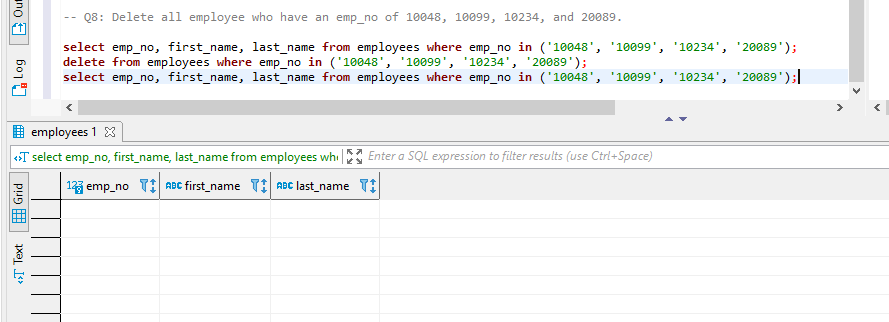 Out
-- Q8: Delete all employee who have an emp_no of 10048, 10099, 10234, and 20089.
select emp_no, first_name, last_name from employees where emp_no in ('10048', '10099', '10234', '20089');
delete from employees where emp_no in ('10048', '10099', '10234', '20089');
select emp_no, first_name, last_name from employees where emp_no in ('10048', '10099', '10234', '20089');
Log
employees 1
select emp_no, first_name, last_name from employees whe Enter a SQL expression to filter results (use Ctrl+Space)
Grid
123 emp_no ABC first_name ABC last_name
Text